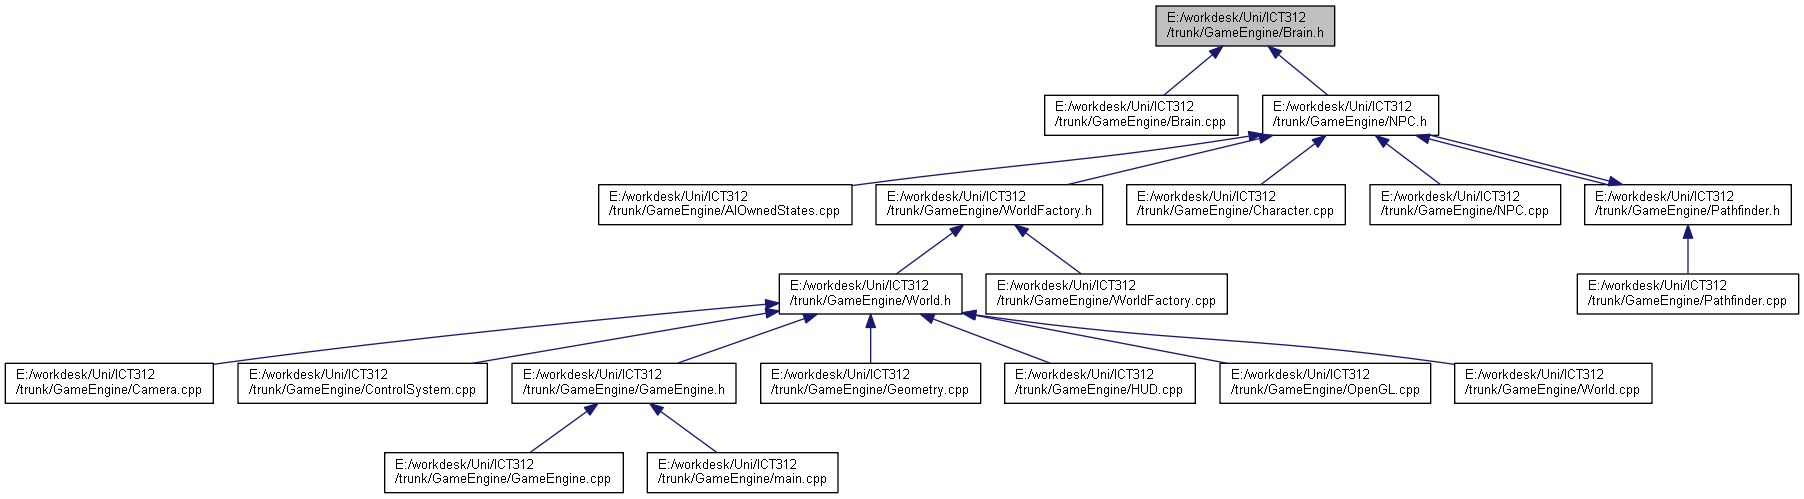 E:/workdesk/Uni/ICT312
/trunk/GameEngine/Brain.h
E:/workdesk/Uni/ICT312
/trunk/GameEngine/Brain.cpp
E:/workdesk/Uni/ICT312
/trunk/GameEngine/NPC.h
E:/workdesk/Uni/ICT312
/trunk/GameEngine/AIOwnedStates.cpp
E:/workdesk/Uni/ICT312
/trunk/GameEngine/WorldFactory.h
E:/workdesk/Uni/ICT312
/trunk/GameEngine/Character.cpp
E:/workdesk/Uni/ICT312
/trunk/GameEngine/NPC.cpp
E:/workdesk/Uni/ICT312
/trunk/GameEngine/Pathfinder.h
E:/workdesk/Uni/ICT312
/trunk/GameEngine/World.h
E:/workdesk/Uni/ICT312
/trunk/GameEngine/WorldFactory.cpp
E:/workdesk/Uni/ICT312
/trunk/GameEngine/Pathfinder.cpp
E:/workdesk/Uni/ICT312
/trunk/GameEngine/Camera.cpp
E:/workdesk/Uni/ICT312
/trunk/GameEngine/ControlSystem.cpp
E:/workdesk/Uni/ICT312
/trunk/GameEngine/GameEngine.h
E:/workdesk/Uni/ICT312
/trunk/GameEngine/Geometry.cpp
E:/workdesk/Uni/ICT312
/trunk/GameEngine/HUD.cpp
E:/workdesk/Uni/ICT312
/trunk/GameEngine/OpenGL.cpp
E:/workdesk/Uni/ICT312
/trunk/GameEngine/World.cpp
E:/workdesk/Uni/ICT312
/trunk/GameEngine/GameEngine.cpp
E:/workdesk/Uni/ICT312
/trunk/GameEngine/main.cpp